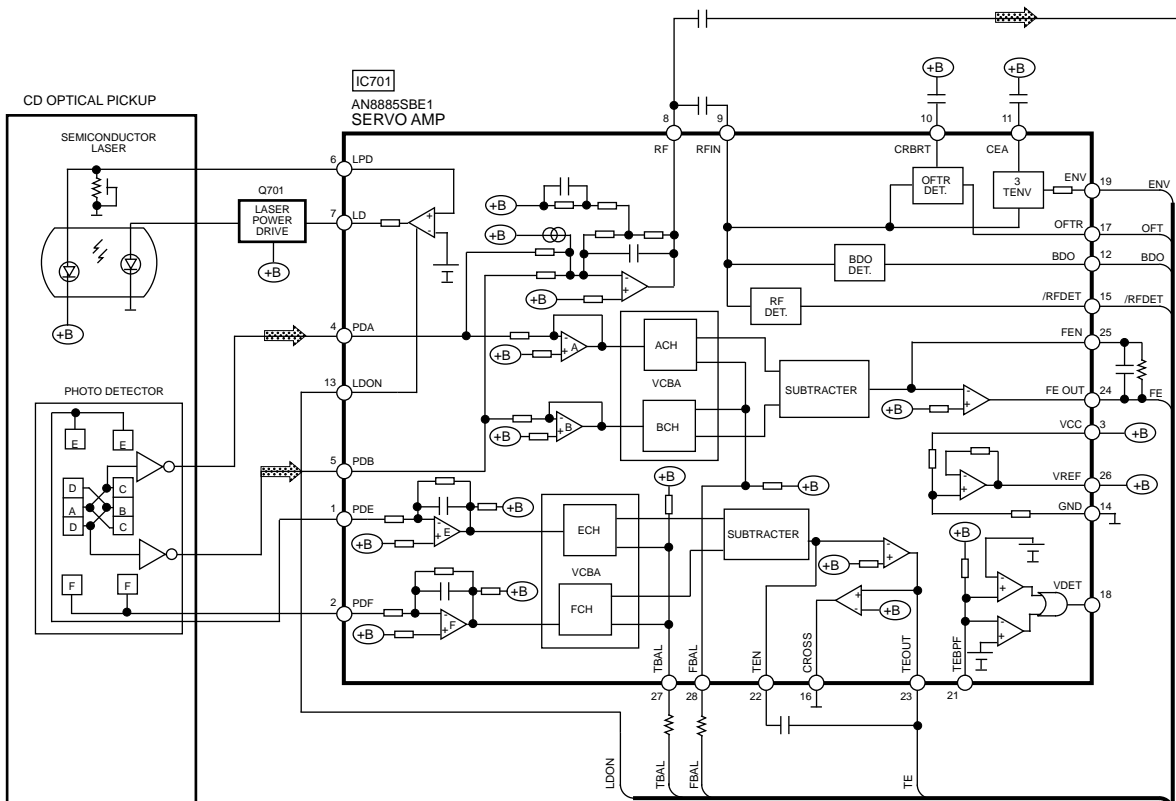 CD OPTICAL PICKUP
SEMICONDUCTOR
LASER
+B
Q701
LASER
POWER
DRIVE
+B
PHOTO DETECTOR
E
E
D
C
A
B
D
C
F
F
IC701
AN8885SBE1
SERVO AMP
6
LPD
7
LD
4
PDA
13
LDON
5
PDB
1
PDE
2
PDF
+
-
+B
+B
+B
-
+
8
RF
9
RFIN
+B
10
CRBRT
+B
11
CEA
OFTR
DET.
3
TENV
ENV
19
ENV
OFTR
17
OFT
BDO
DET.
BDO
12
BDO
RF
DET.
/RFDET
15
/RFDET
+B
-
+
A
ACH
VCBA
BCH
+B
-
+
B
SUBTRACTER
FEN
25
+B
-
+
FE OUT
24
FE
VCC
3
+B
-
+
VREF
26
+B
GND
14
+B
+B
+B
-
+
E
+B
ECH
VCBA
FCH
+B
-
+
F
+B
SUBTRACTER
+B
-
+
+
-
+B
+B
-
+
-
+
VDET
18
TBAL
27
FBAL
28
TEN
22
CROSS
16
TEOUT
23
TEBPF
21
LDON
TBAL
FBAL
TE